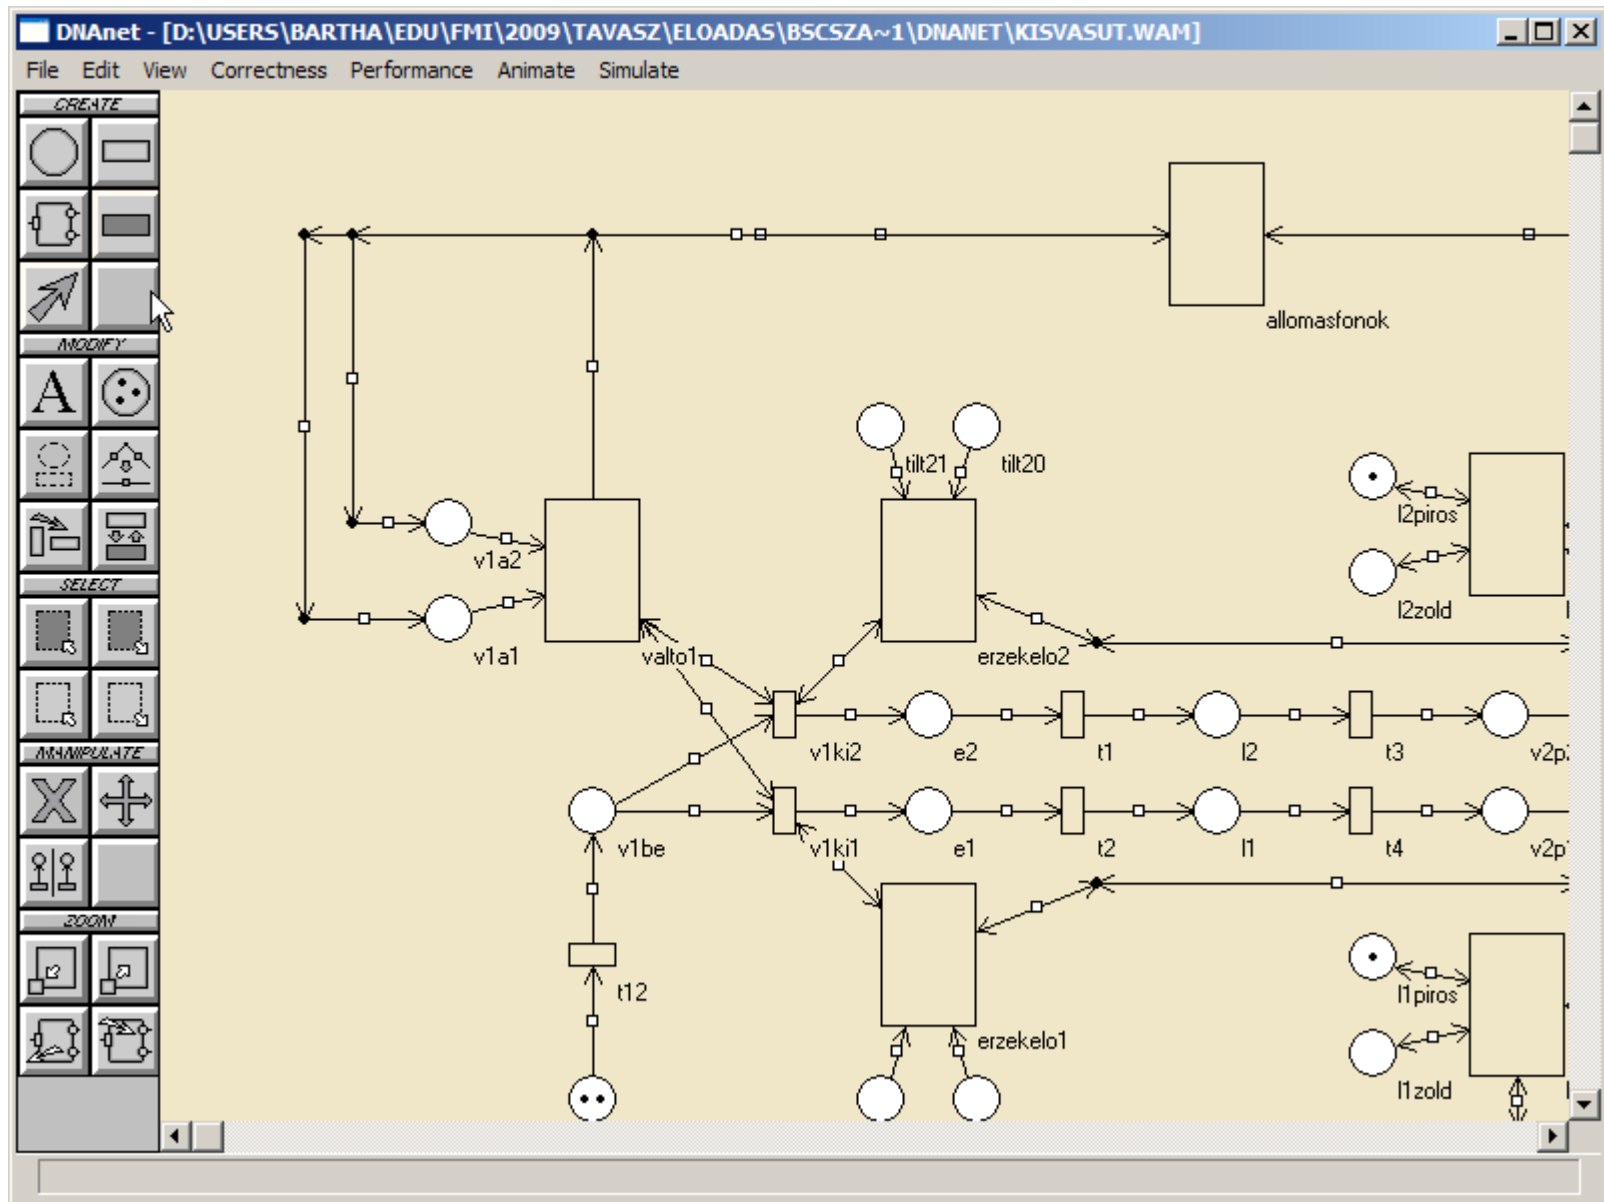 DNAnet - [D:\USERS\BARTHA\EDU\FMI\2009\TAVASZ\ELOADAS\BSCSZA~1\DNANET\KISVASUT.WAM]
File Edit View Correctness Performance Animate Simulate
CREATE
MODIFY
A
SELECT
MANIPULATE
ZOOM
allomasfonok
tilt21 tilt20
l2piros
v1a2
l2zold
v1a1 valto1 erzekelo2
v1ki2 e2 t1 l2 t3 v2p2
v1be v1ki1 e1 t2 l1 t4 v2p
t12 l1piros
erzekelo1
l1zold